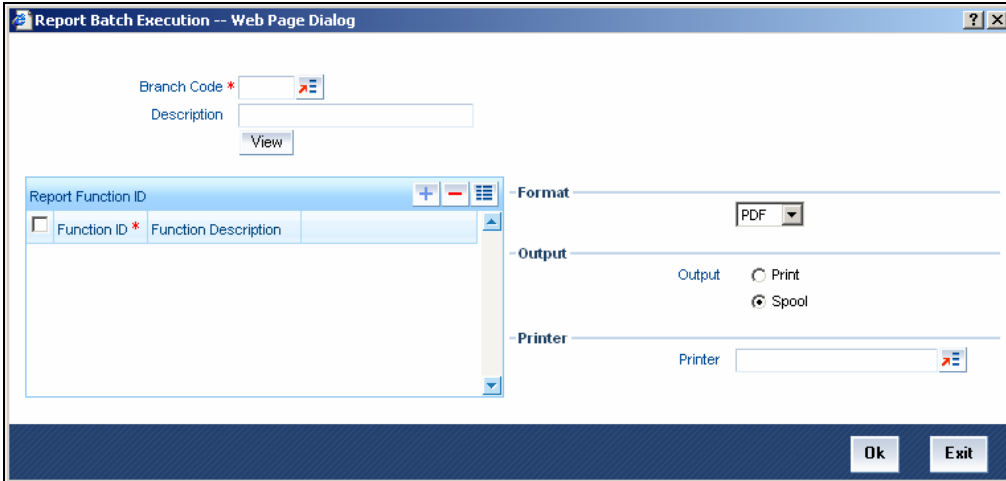 Report Batch Execution -- Web Page Dialog
Branch Code *
Description
View
Report Function ID
Function ID * Function Description
Format
PDF
Output
Output Print
Spool
Printer
Printer
Ok Exit